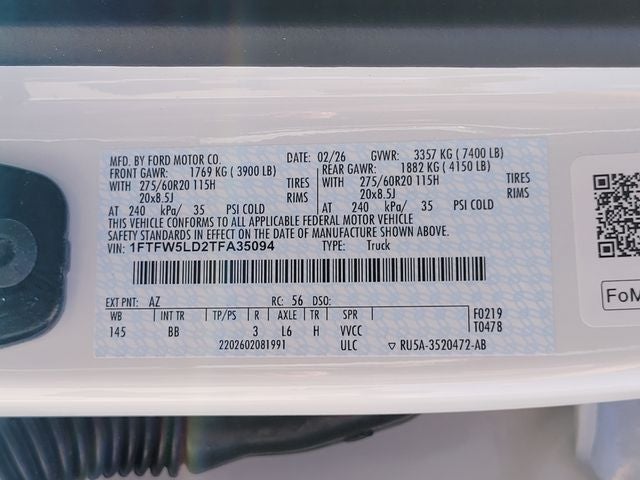 MFD. BY FORD MOTOR CO. DATE: 02/26 GVWR: 3357 KG ( 7400 LB)
FRONT GAWR: 1769 KG ( 3900 LB) REAR GAWR: 1882 KG ( 4150 LB)
WITH 275/60R20 115H TIRES WITH 275/60R20 115H TIRES
20x8.5J RIMS 20x8.5J RIMS
AT 240 kPa/ 35 PSI COLD AT 240 kPa/ 35 PSI COLD
THIS VEHICLE CONFORMS TO ALL APPLICABLE FEDERAL MOTOR VEHICLE
SAFETY STANDARDS IN EFFECT ON THE DATE OF MANUFACTURE SHOWN ABOVE.
VIN: 1FTFW5LD2TFA35094 TYPE: Truck
EXT PNT: AZ RC: 56 DSO:
WB INT TR TP/PS R AXLE TR SPR F0219
145 BB 3 L6 H VVCC T0478
2202602081991 ULC ▽ RU5A-3520472-AB
FoM